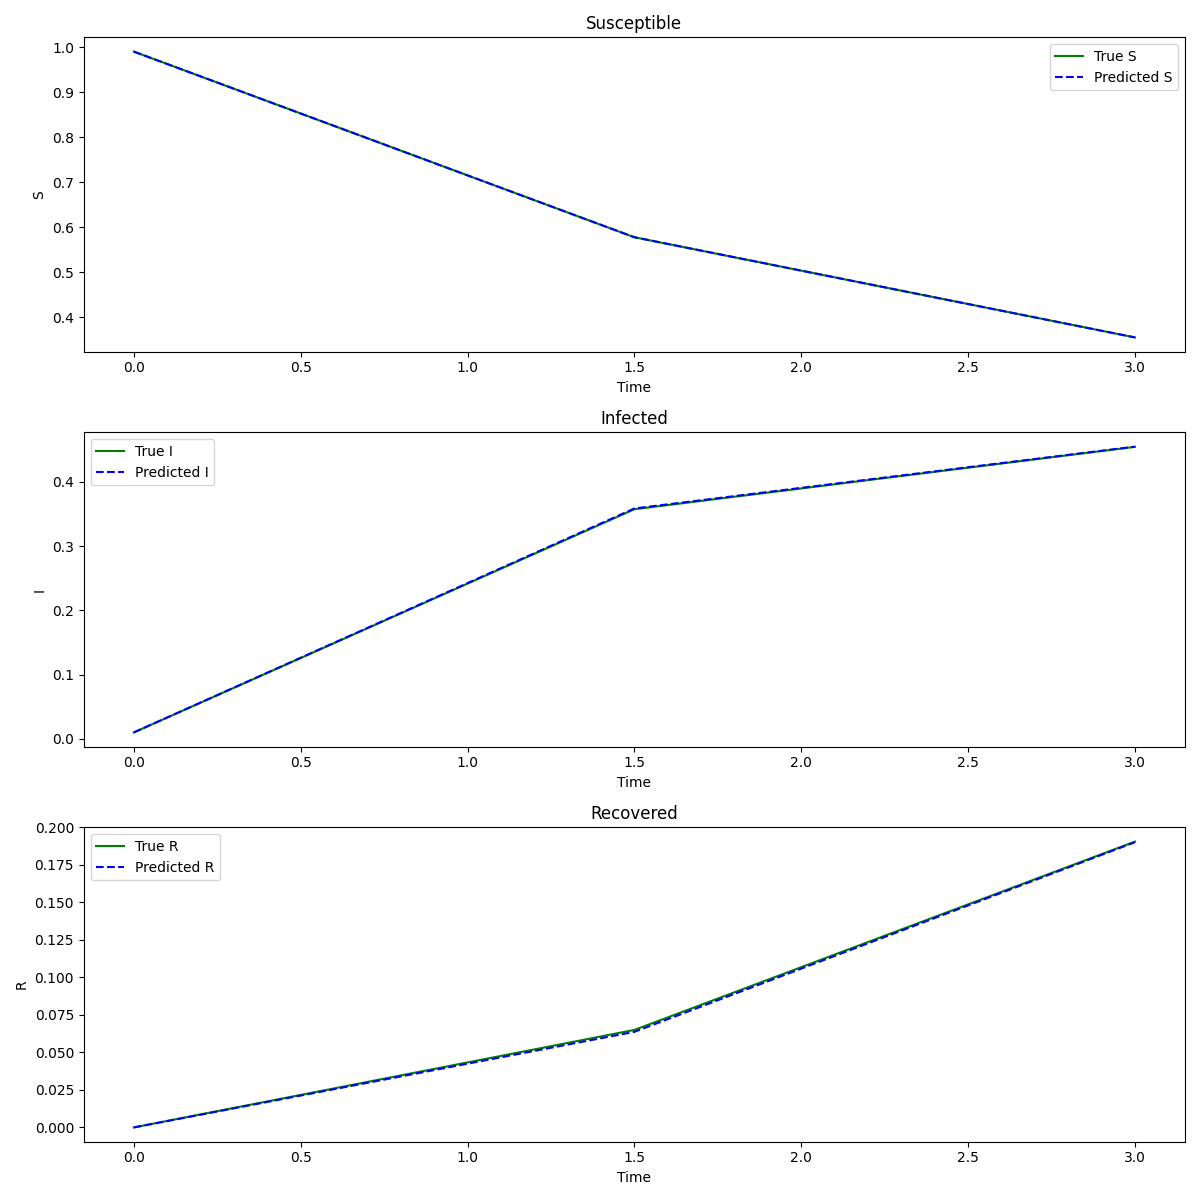 Susceptible
True S
Predicted S
1.0
0.9
0.8
0.7
0.6
0.5
0.4
S
0.0 0.5 1.0 1.5 2.0 2.5 3.0
Time
Infected
True I
Predicted I
0.4
0.3
0.2
0.1
0.0
I
0.0 0.5 1.0 1.5 2.0 2.5 3.0
Time
Recovered
True R
Predicted R
0.200
0.175
0.150
0.125
0.100
0.075
0.050
0.025
0.000
R
0.0 0.5 1.0 1.5 2.0 2.5 3.0
Time